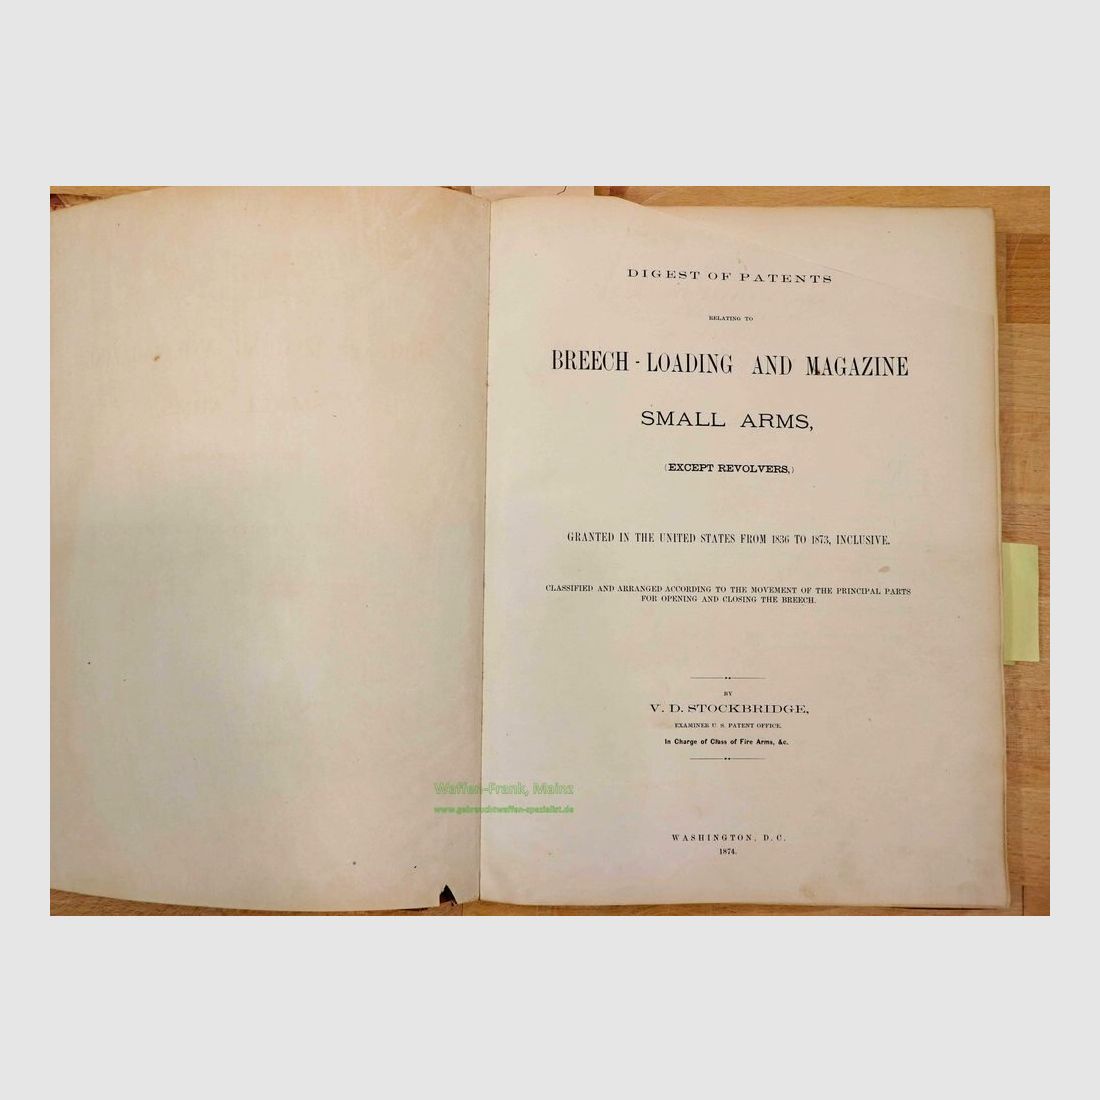 DIGEST OF PATENTS
RELATING TO
BREECH-LOADING AND MAGAZINE
SMALL ARMS,
(EXCEPT REVOLVERS,)
GRANTED IN THE UNITED STATES FROM 1836 TO 1873, INCLUSIVE.
CLASSIFIED AND ARRANGED ACCORDING TO THE MOVEMENT OF THE PRINCIPAL PARTS
FOR OPENING AND CLOSING THE BREECH.
BY
V. D. STOCKBRIDGE,
EXAMINER U. S. PATENT OFFICE.
In Charge of Class of Fire Arms, &c.
Waffen-Frank, Mainz
www.gebrauchtwaffen-spezialist.de
WASHINGTON, D. C.
1874.